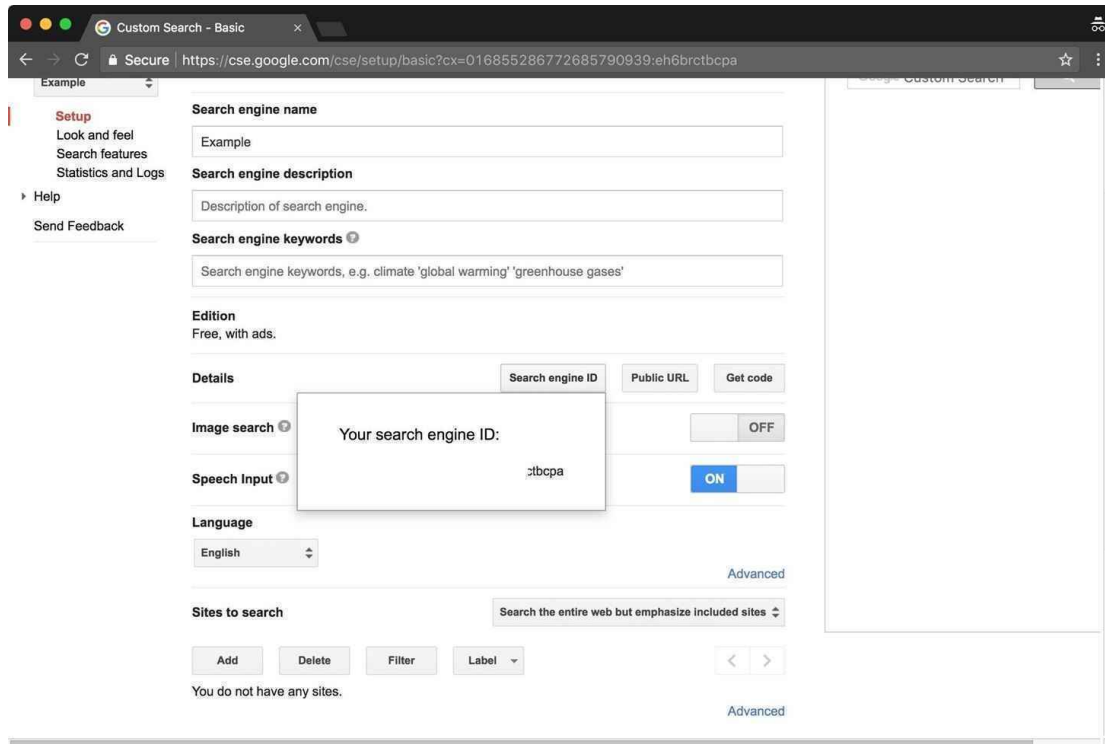 Custom Search - Basic
Secure https://cse.google.com/cse/setup/basic?cx=016855286772685790939:eh6brctbcpa
Example
Custom Search
Setup
Look and feel
Search features
Statistics and Logs
Help
Send Feedback
Search engine name
Example
Search engine description
Description of search engine.
Search engine keywords
Search engine keywords, e.g. climate 'global warming' 'greenhouse gases'
Edition
Free, with ads.
Details Search engine ID Public URL Get code
Your search engine ID:
ctbcpa
Image search OFF
Speech Input ON
Language
English
Advanced
Sites to search Search the entire web but emphasize included sites
Add Delete Filter Label
You do not have any sites.
Advanced